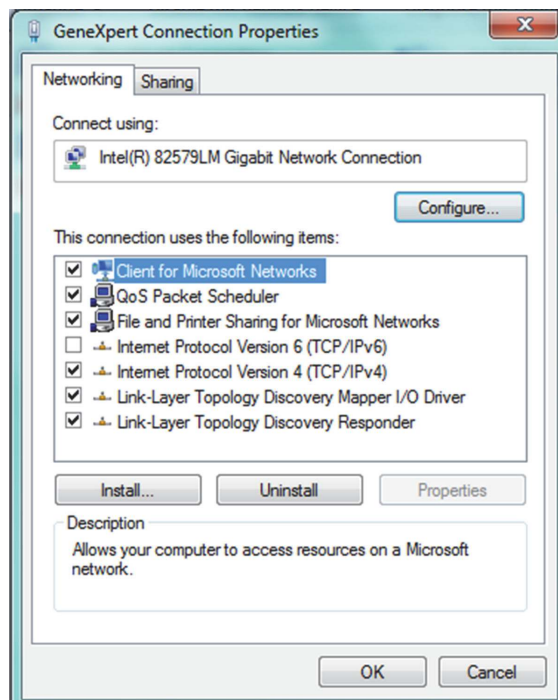 GeneXpert Connection Properties
Networking
Sharing
Connect using:
Intel(R) 82579LM Gigabit Network Connection
Configure...
This connection uses the following items:
Client for Microsoft Networks
QoS Packet Scheduler
File and Printer Sharing for Microsoft Networks
Internet Protocol Version 6 (TCP/IPv6)
Internet Protocol Version 4 (TCP/IPv4)
Link-Layer Topology Discovery Mapper I/O Driver
Link-Layer Topology Discovery Responder
Install...
Uninstall
Properties
Description
Allows your computer to access resources on a Microsoft
network.
OK
Cancel